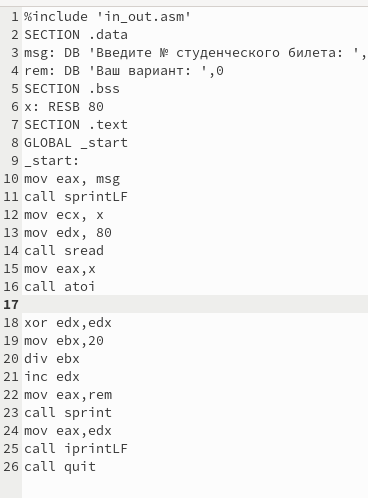 1 %include 'in_out.asm'
2 SECTION .data
3 msg: DB 'Введите № студенческого билета: ',
4 rem: DB 'Ваш вариант: ',0
5 SECTION .bss
6 x: RESB 80
7 SECTION .text
8 GLOBAL _start
9 _start:
10 mov eax, msg
11 call sprintLF
12 mov ecx, x
13 mov edx, 80
14 call sread
15 mov eax,x
16 call atoi
17
18 xor edx,edx
19 mov ebx,20
20 div ebx
21 inc edx
22 mov eax,rem
23 call sprint
24 mov eax,edx
25 call iprintLF
26 call quit